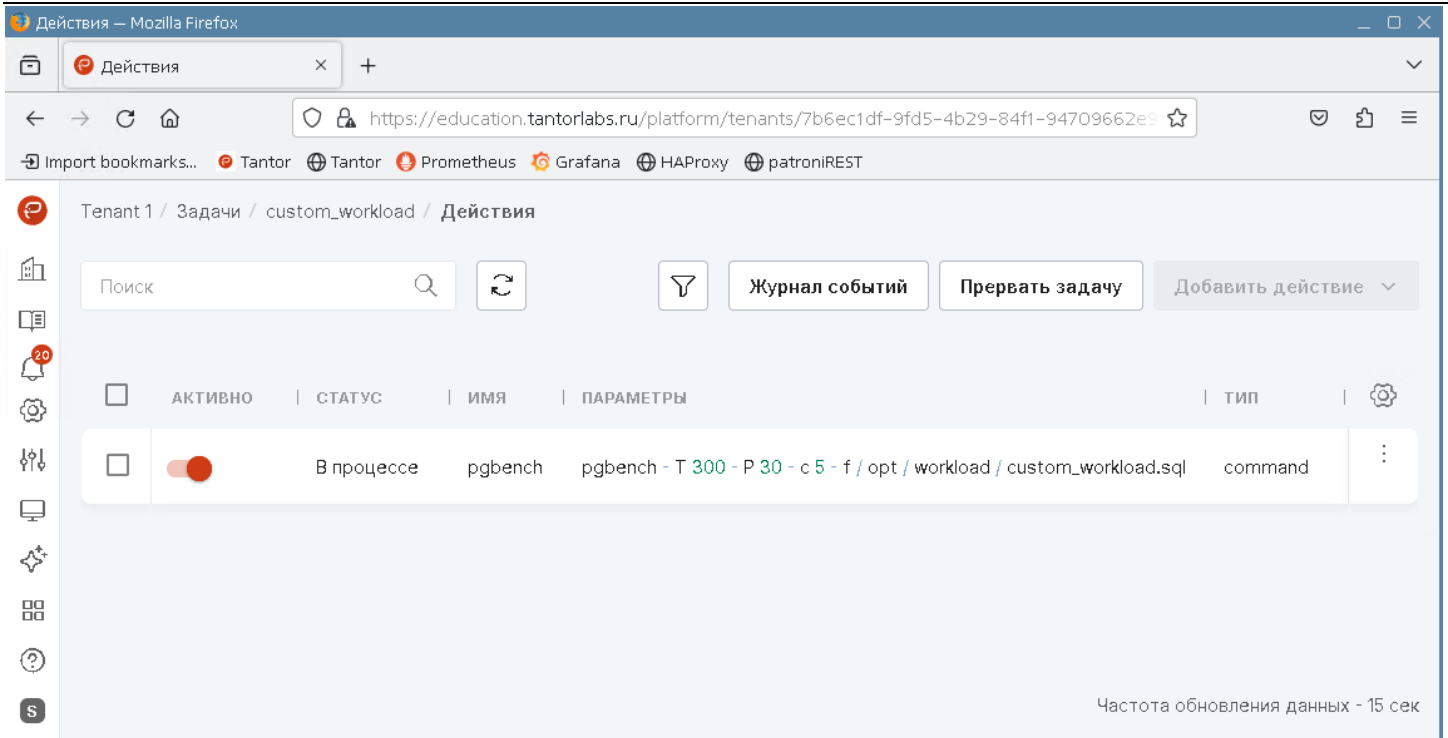 Действия — Mozilla Firefox
Действия
https://education.tantorlabs.ru/platform/tenants/7b6ec1df-9fd5-4b29-84f1-94709662e9
Import bookmarks... Tantor Tantor Prometheus Grafana HAProxy patroniREST
Tenant 1 / Задачи / custom_workload / Действия
Поиск Журнал событий Прервать задачу Добавить действие
20
АКТИВНО СТАТУС ИМЯ ПАРАМЕТРЫ ТИП
В процессе pgbench pgbench - T 300 - P 30 - c 5 - f / opt / workload / custom_workload.sql command
S
Частота обновления данных - 15 сек